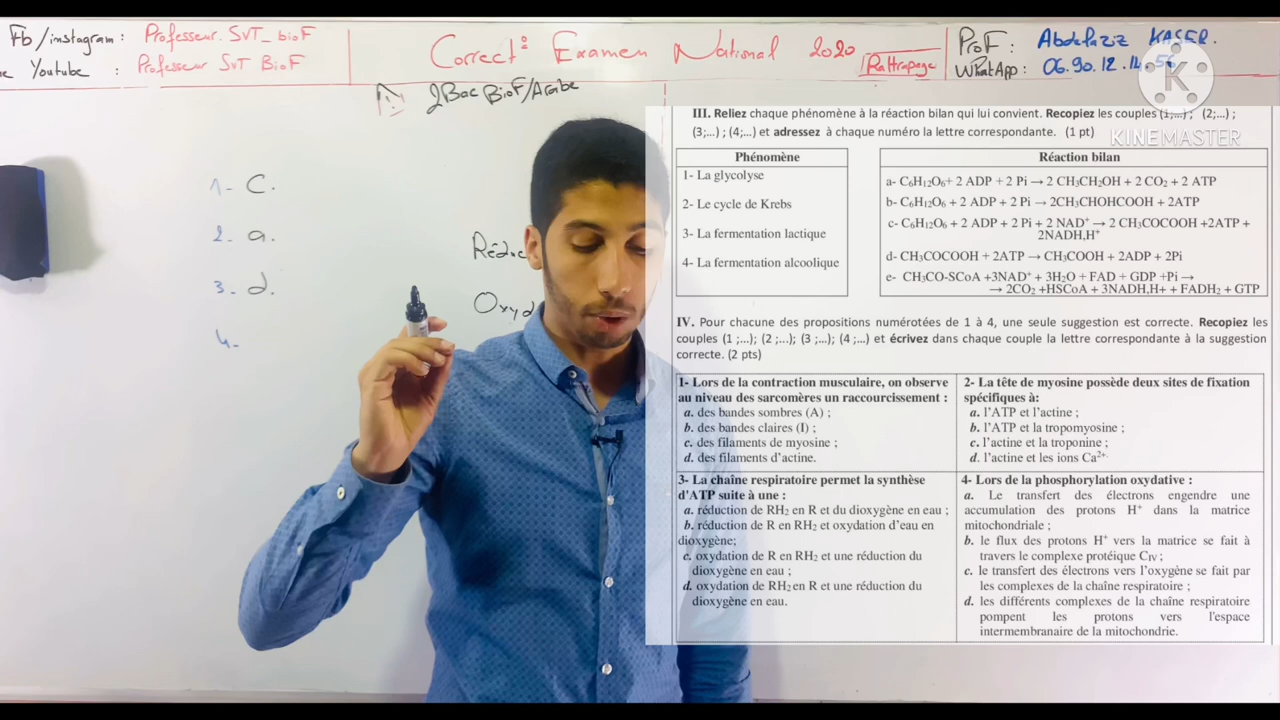 Fb/instagram : Professeur. SVT_bioF
Youtube : Professeur SVT BioF
Correct° Examen National 2020
Rattrapage
Prof : Abdelaziz KASER.
WhatApp : 06.90.12.14.56
2Bac BioF/Arabe
K
KINEMASTER
1- C.
2- a.
3- d.
4-
Réduc
Oxyd
III. Reliez chaque phénomène à la réaction bilan qui lui convient. Recopiez les couples (1;...) ; (2;...) ;
(3;...) ; (4;...) et adressez à chaque numéro la lettre correspondante. (1 pt)
Phénomène
1- La glycolyse
2- Le cycle de Krebs
3- La fermentation lactique
4- La fermentation alcoolique
Réaction bilan
a- C₆H₁₂O₆+ 2 ADP + 2 Pi → 2 CH₃CH₂OH + 2 CO₂ + 2 ATP
b- C₆H₁₂O₆ + 2 ADP + 2 Pi → 2CH₃CHOHCOOH + 2ATP
c- C₆H₁₂O₆ + 2 ADP + 2 Pi + 2 NAD⁺ → 2 CH₃COCOOH +2ATP +
2NADH,H⁺
d- CH₃COCOOH + 2ATP → CH₃COOH + 2ADP + 2Pi
e- CH₃CO-SCoA +3NAD⁺ + 3H₂O + FAD + GDP +Pi →
→ 2CO₂ +HSCoA + 3NADH,H+ + FADH₂ + GTP
IV. Pour chacune des propositions numérotées de 1 à 4, une seule suggestion est correcte. Recopiez les
couples (1 ;...); (2 ;...); (3 ;...); (4 ;...) et écrivez dans chaque couple la lettre correspondante à la suggestion
correcte. (2 pts)
1- Lors de la contraction musculaire, on observe
au niveau des sarcomères un raccourcissement :
a. des bandes sombres (A) ;
b. des bandes claires (I) ;
c. des filaments de myosine ;
d. des filaments d'actine.
2- La tête de myosine possède deux sites de fixation
spécifiques à:
a. l'ATP et l'actine ;
b. l'ATP et la tropomyosine ;
c. l'actine et la troponine ;
d. l'actine et les ions Ca²⁺.
3- La chaîne respiratoire permet la synthèse
d'ATP suite à une :
a. réduction de RH₂ en R et du dioxygène en eau ;
b. réduction de R en RH₂ et oxydation d'eau en
dioxygène;
c. oxydation de R en RH₂ et une réduction du
dioxygène en eau ;
d. oxydation de RH₂ en R et une réduction du
dioxygène en eau.
4- Lors de la phosphorylation oxydative :
a. Le transfert des électrons engendre une
accumulation des protons H⁺ dans la matrice
mitochondriale ;
b. le flux des protons H⁺ vers la matrice se fait à
travers le complexe protéique CIV ;
c. le transfert des électrons vers l'oxygène se fait par
les complexes de la chaîne respiratoire ;
d. les différents complexes de la chaîne respiratoire
pompent les protons vers l'espace
intermembranaire de la mitochondrie.